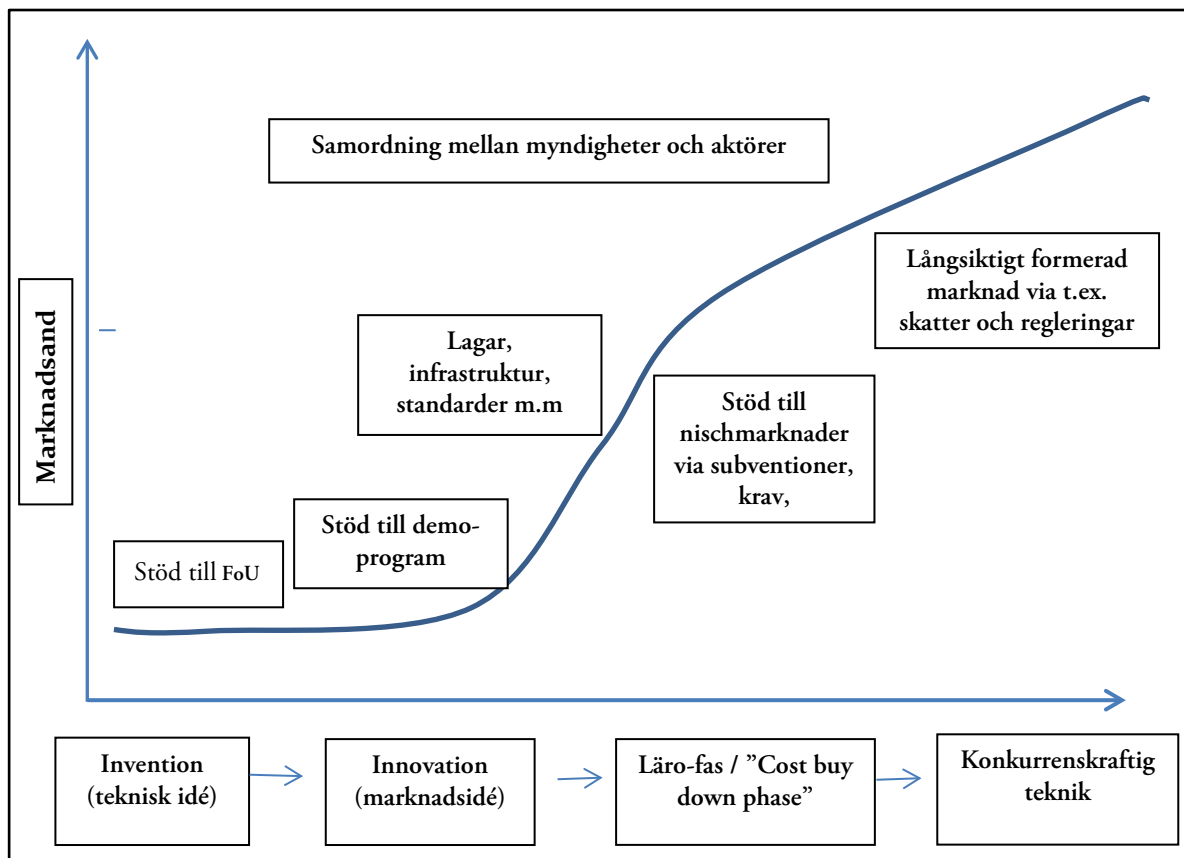 Samordning mellan myndigheter och aktörer
Långsiktigt formerad
marknad via t.ex.
skatter och regleringar
Marknadsand
Lagar,
infrastruktur,
standarder m.m
Stöd till
nischmarknader
via subventioner,
krav,
Stöd till demo-
program
Stöd till FoU
Invention
(teknisk idé)
Innovation
(marknadsidé)
Läro-fas / ”Cost buy
down phase”
Konkurrenskraftig
teknik